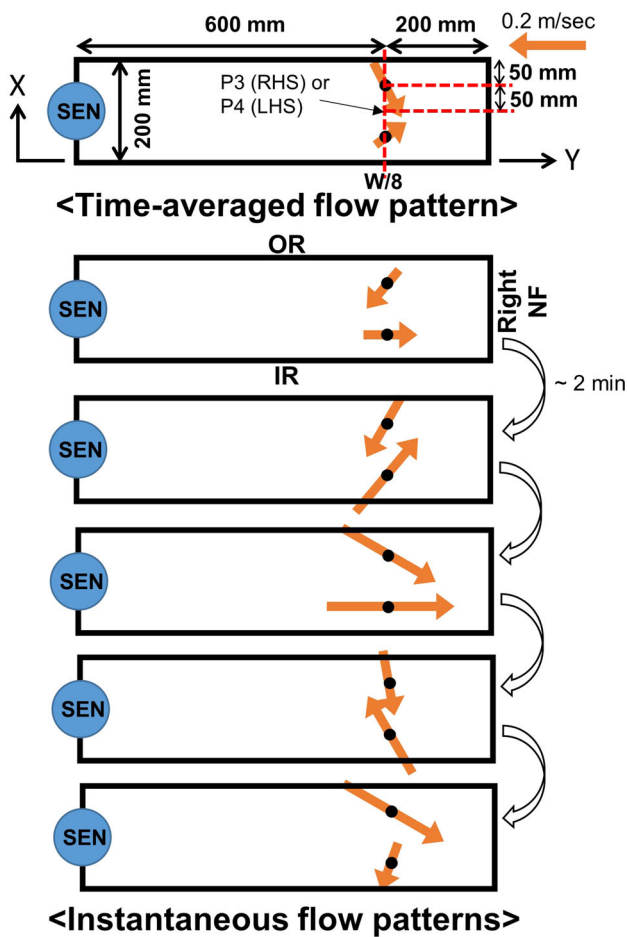 600 mm
200 mm
0.2 m/sec
50 mm
50 mm
X
SEN
200 mm
P3 (RHS) or
P4 (LHS)
W/8
Y
<Time-averaged flow pattern>
OR
SEN
Right
NF
IR
~ 2 min
SEN
SEN
SEN
SEN
<Instantaneous flow patterns>